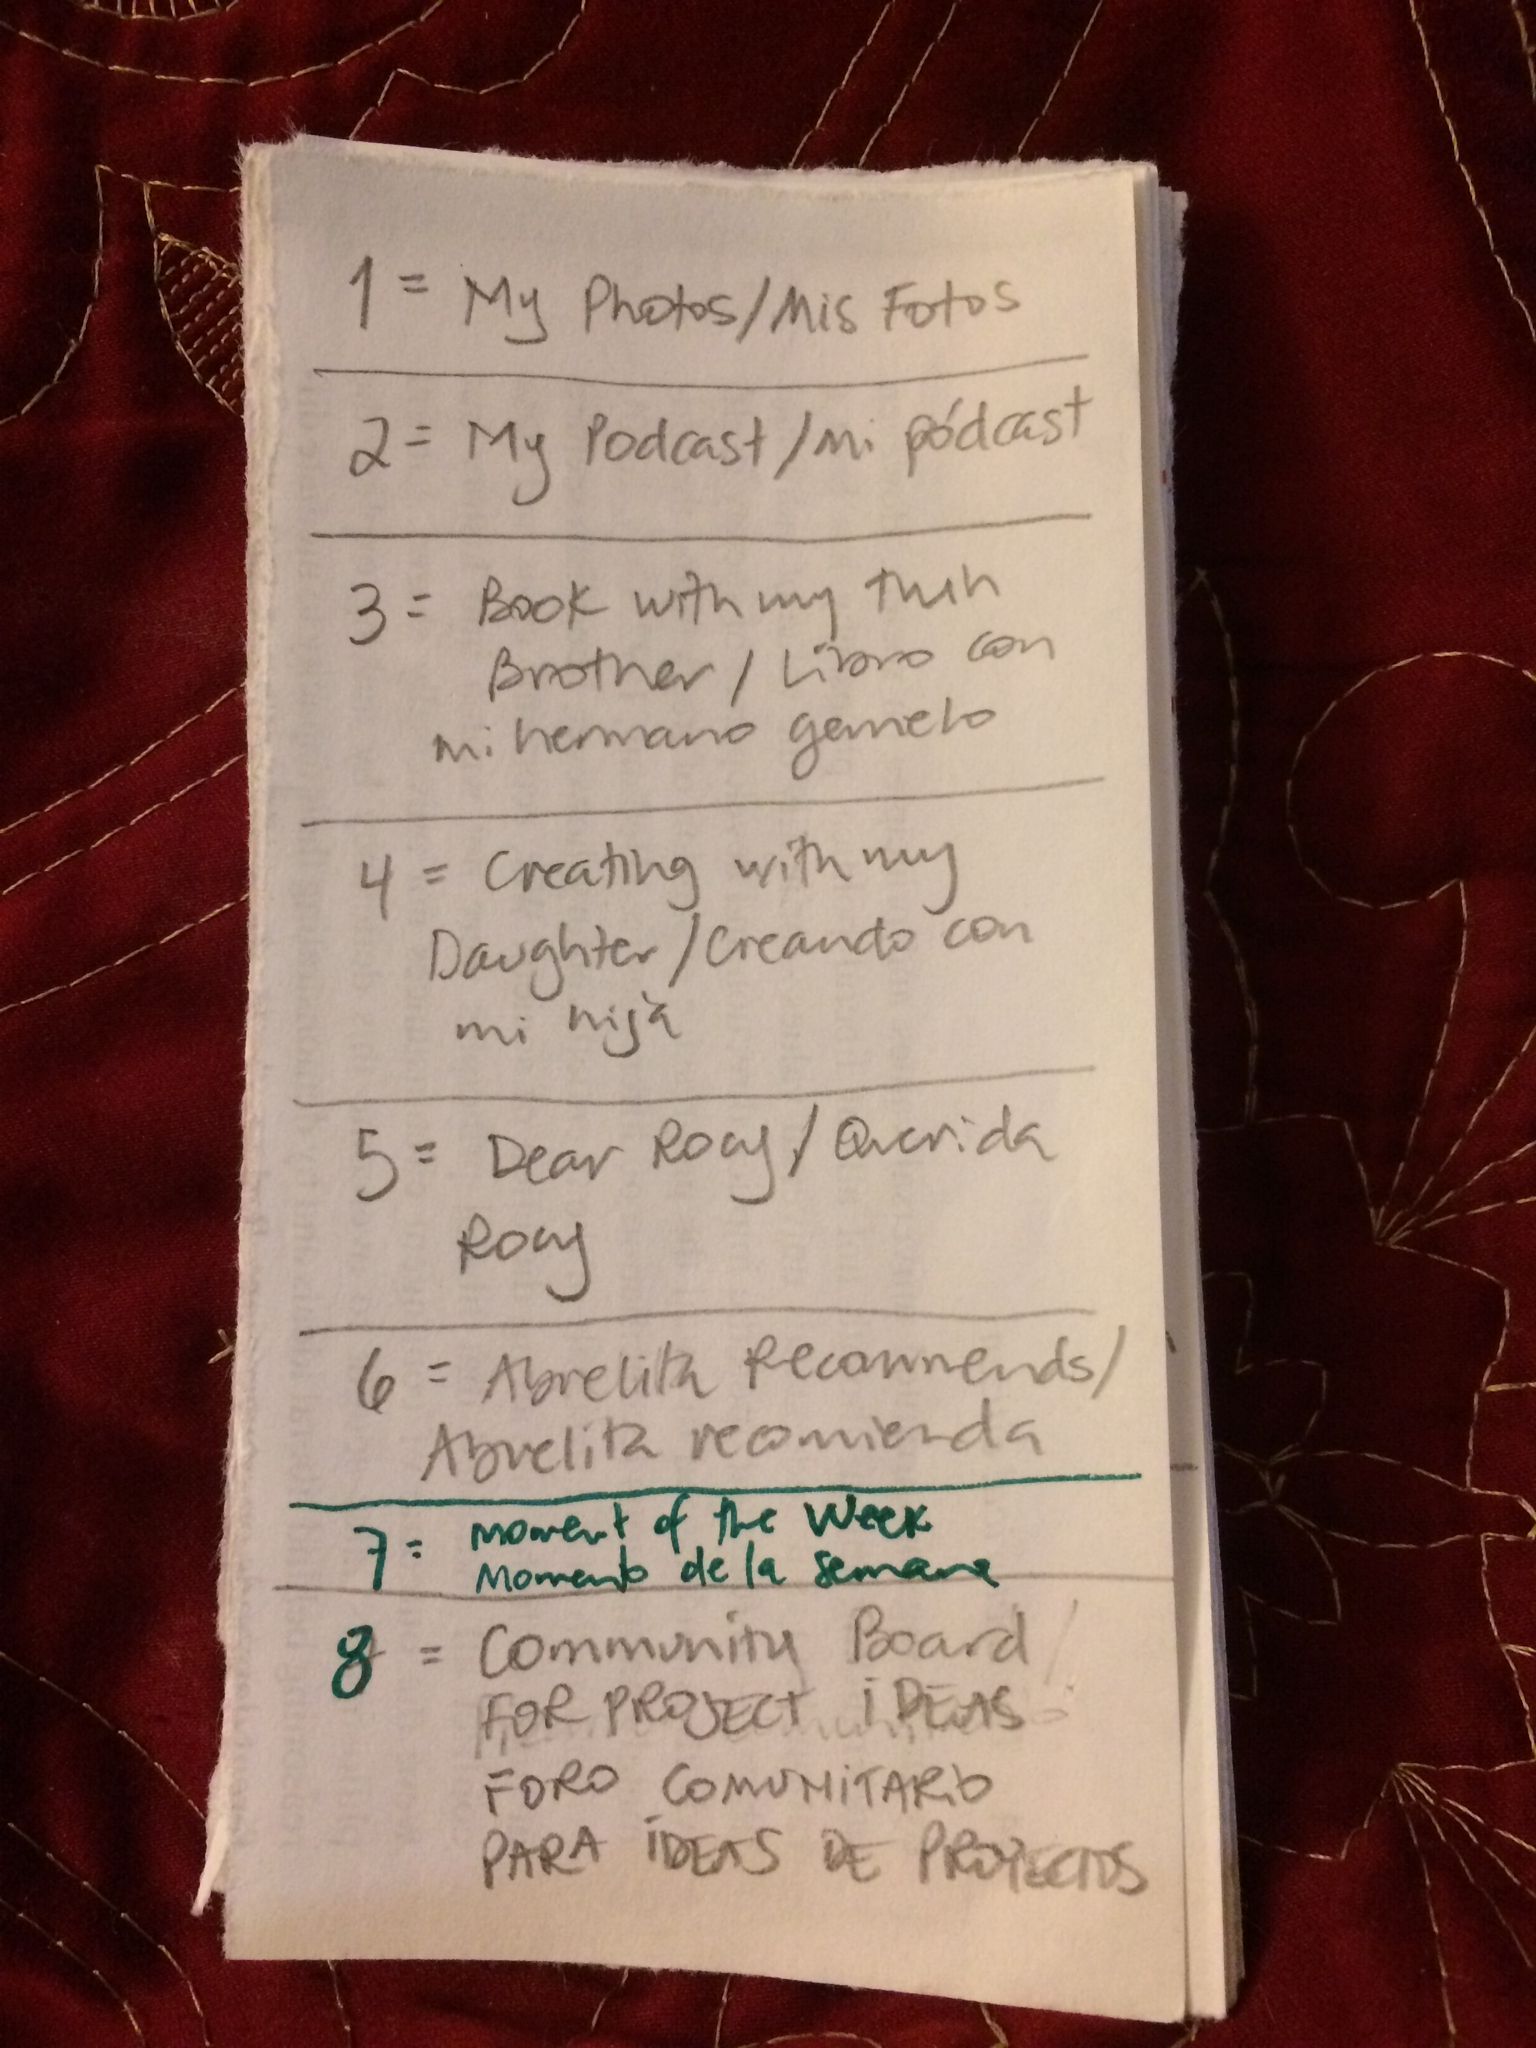 1 = My Photos/Mis Fotos
2 = My Podcast/mi pódcast
3 = Book with my twin
Brother/Libro con
mi hermano gemelo
4 = Creating with my
Daughter/Creando con
mi hija
5 = Dear Rocy/Querida
Rocy
6 = Abuelita Recommends/
Abuelita recomienda
7 = Moment of the Week
Momento de la semana
8 = Community Board/
FOR PROJECT iDEAS
FORO COMUNiTARiO
PARA iDEAS DE PROYECTOS